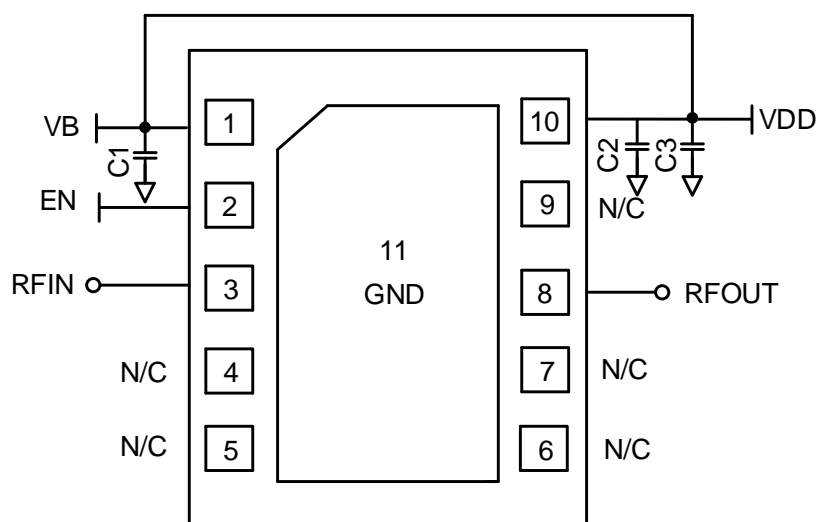 VB
1
10
VDD
C1
C2
C3
EN
2
9
N/C
11
GND
RFIN
3
8
RFOUT
N/C
4
7
N/C
N/C
5
6
N/C